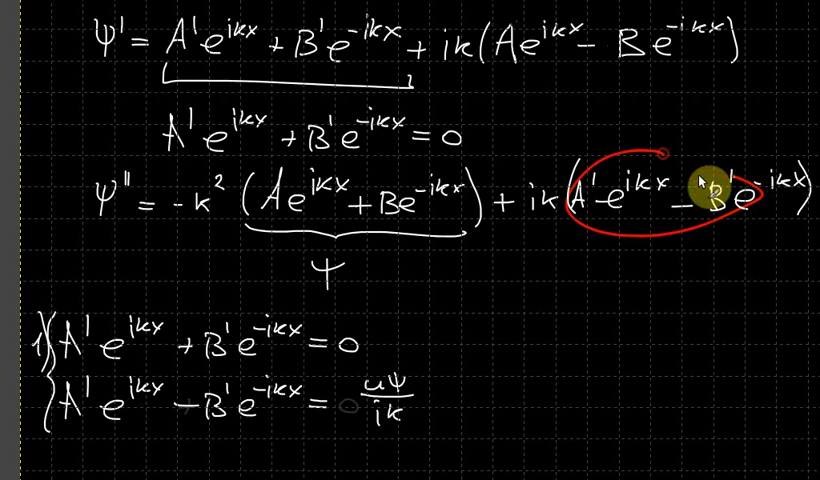 ψ' = A'e^{ikx} + B'e^{-ikx} + ik(Ae^{ikx} - Be^{-ikx})
A'e^{ikx} + B'e^{-ikx} = 0
ψ'' = -k²(Ae^{ikx} + Be^{-ikx}) + ik(A'e^{ikx} - B'e^{-ikx})
ψ
1) A'e^{ikx} + B'e^{-ikx} = 0
A'e^{ikx} - B'e^{-ikx} = uψ/ik